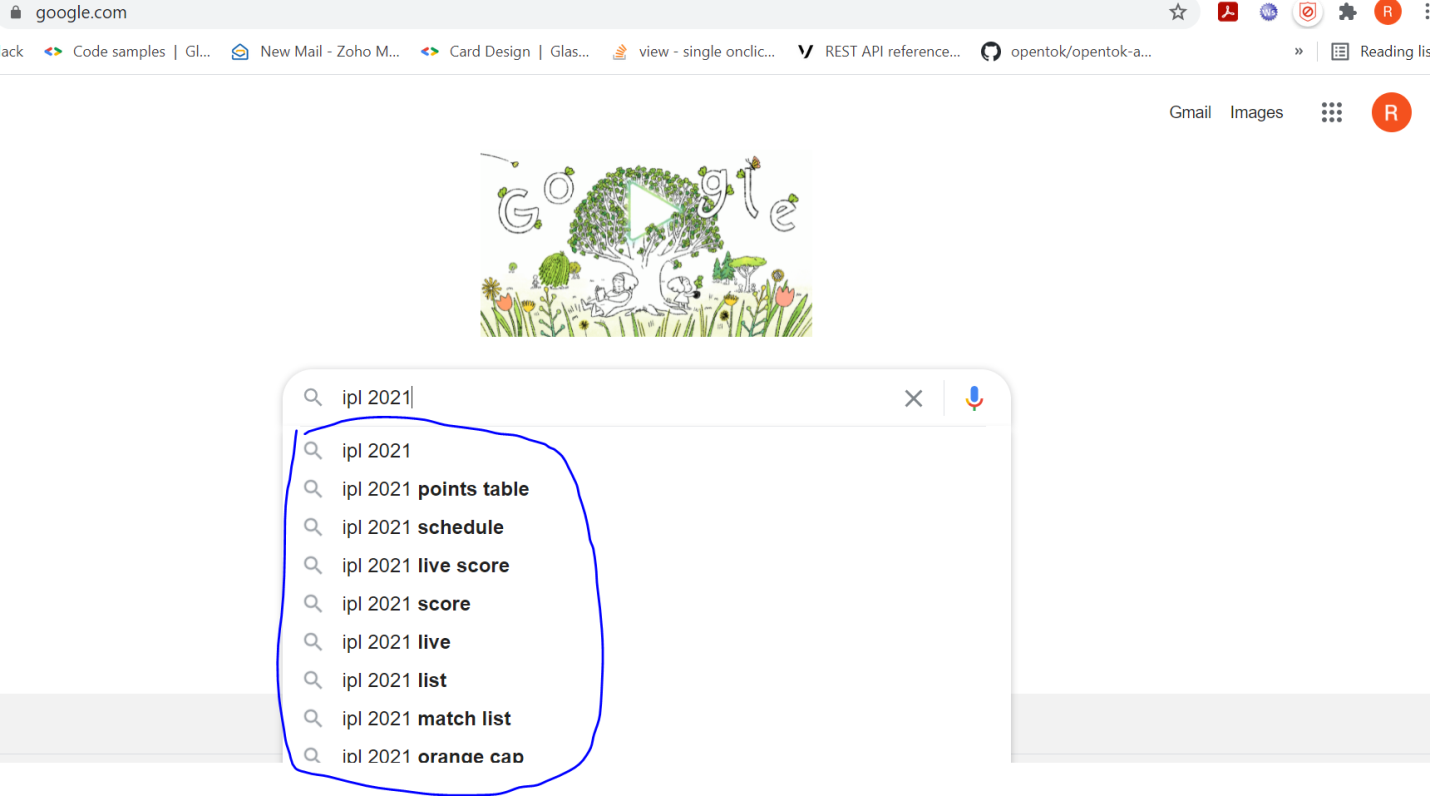 google.com
ack Code samples | Gl... New Mail - Zoho M... Card Design | Glas... view - single onclic... REST API reference... opentok/opentok-a... » Reading lis
Gmail Images R
Google
ipl 2021
ipl 2021
ipl 2021 points table
ipl 2021 schedule
ipl 2021 live score
ipl 2021 score
ipl 2021 live
ipl 2021 list
ipl 2021 match list
ipl 2021 orange cap